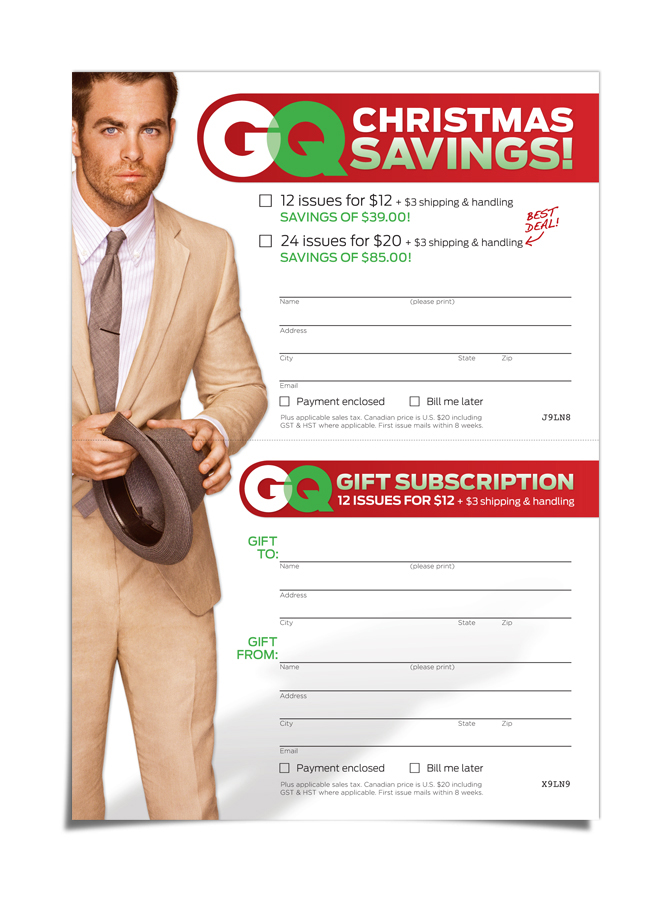 GQ CHRISTMAS
SAVINGS!
12 issues for $12 + $3 shipping & handling
SAVINGS OF $39.00!
BEST
DEAL!
24 issues for $20 + $3 shipping & handling
SAVINGS OF $85.00!
Name (please print)
Address
City State Zip
Email
Payment enclosed Bill me later
Plus applicable sales tax. Canadian price is U.S. $20 including
GST & HST where applicable. First issue mails within 8 weeks.
J9LN8
GQ GIFT SUBSCRIPTION
12 ISSUES FOR $12 + $3 shipping & handling
GIFT
TO:
Name (please print)
Address
City State Zip
GIFT
FROM:
Name (please print)
Address
City State Zip
Email
Payment enclosed Bill me later
Plus applicable sales tax. Canadian price is U.S. $20 including
GST & HST where applicable. First issue mails within 8 weeks.
X9LN9